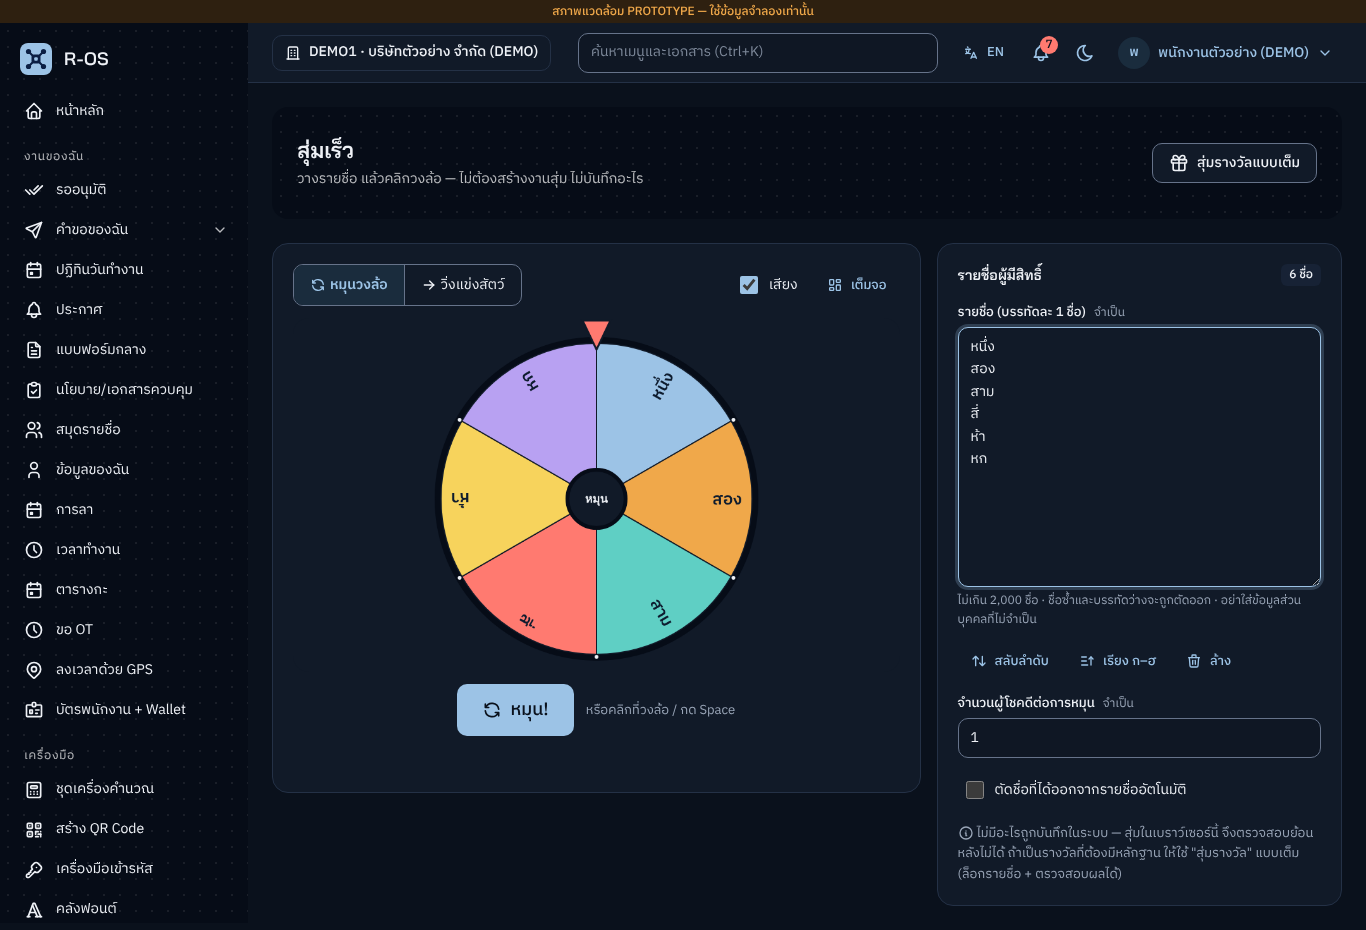 สภาพแวดล้อม PROTOTYPE — ใช้ข้อมูลจำลองเท่านั้น
R-OS
DEMO1 · บริษัทตัวอย่าง จำกัด (DEMO)
ค้นหาเมนูและเอกสาร (Ctrl+K)
EN
7
พ
พนักงานตัวอย่าง (DEMO)
หน้าหลัก
งานของฉัน
รออนุมัติ
คำขอของฉัน
ปฏิทินวันทำงาน
ประกาศ
แบบฟอร์มกลาง
นโยบาย/เอกสารควบคุม
สมุดรายชื่อ
ข้อมูลของฉัน
การลา
เวลาทำงาน
ตารางกะ
ขอ OT
ลงเวลาด้วย GPS
บัตรพนักงาน + Wallet
เครื่องมือ
ชุดเครื่องคำนวณ
สร้าง QR Code
เครื่องมือเข้ารหัส
คลังฟอนต์
สุ่มเร็ว
วางรายชื่อ แล้วคลิกวงล้อ — ไม่ต้องสร้างงานสุ่ม ไม่บันทึกอะไร
สุ่มรางวัลแบบเต็ม
หมุนวงล้อ
วิ่งแข่งสัตว์
เสียง
เต็มจอ
หนึ่ง
สอง
สาม
สี่
ห้า
หก
หมุน
หมุน!
หรือคลิกที่วงล้อ / กด Space
รายชื่อผู้มีสิทธิ์
6 ชื่อ
รายชื่อ (บรรทัดละ 1 ชื่อ) จำเป็น
หนึ่ง
สอง
สาม
สี่
ห้า
หก
ไม่เกิน 2,000 ชื่อ · ชื่อซ้ำและบรรทัดว่างจะถูกตัดออก · อย่าใส่ข้อมูลส่วน
บุคคลที่ไม่จำเป็น
สลับลำดับ
เรียง ก–ฮ
ล้าง
จำนวนผู้โชคดีต่อการหมุน จำเป็น
1
ตัดชื่อที่ได้ออกจากรายชื่ออัตโนมัติ
ไม่มีอะไรถูกบันทึกในระบบ — สุ่มในเบราว์เซอร์นี้ จึงตรวจสอบย้อน
หลังไม่ได้ ถ้าเป็นรางวัลที่ต้องมีหลักฐาน ให้ใช้ "สุ่มรางวัล" แบบเต็ม
(ล็อกรายชื่อ + ตรวจสอบผลได้)